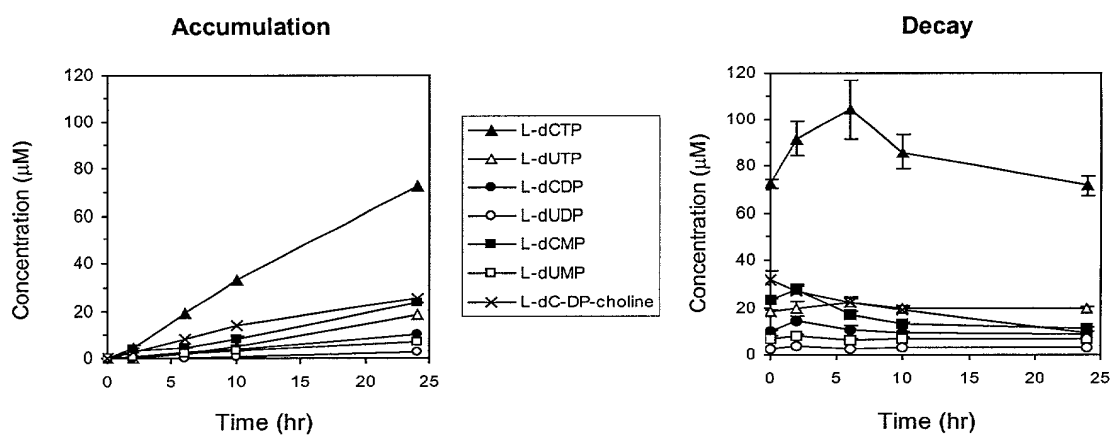 Accumulation
120
100
80
60
40
20
0
Concentration (μM)
0 5 10 15 20 25
Time (hr)
L-dCTP
L-dUTP
L-dCDP
L-dUDP
L-dCMP
L-dUMP
L-dC-DP-choline
Decay
120
100
80
60
40
20
0
Concentration (μM)
0 5 10 15 20 25
Time (hr)